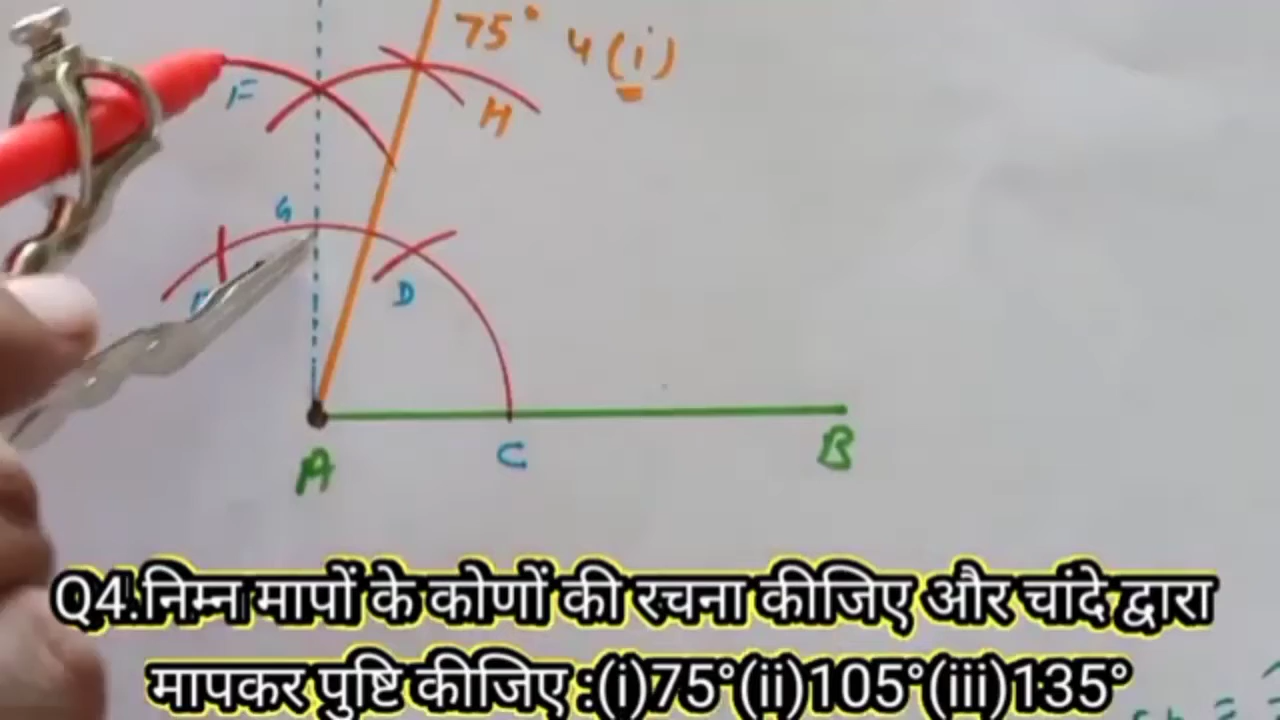 75° 4(i)
F
H
G
D
A
C
B
Q4.निम्न मापों के कोणों की रचना कीजिए और चांदे द्वारा
मापकर पुष्टि कीजिए :(i)75°(ii)105°(iii)135°